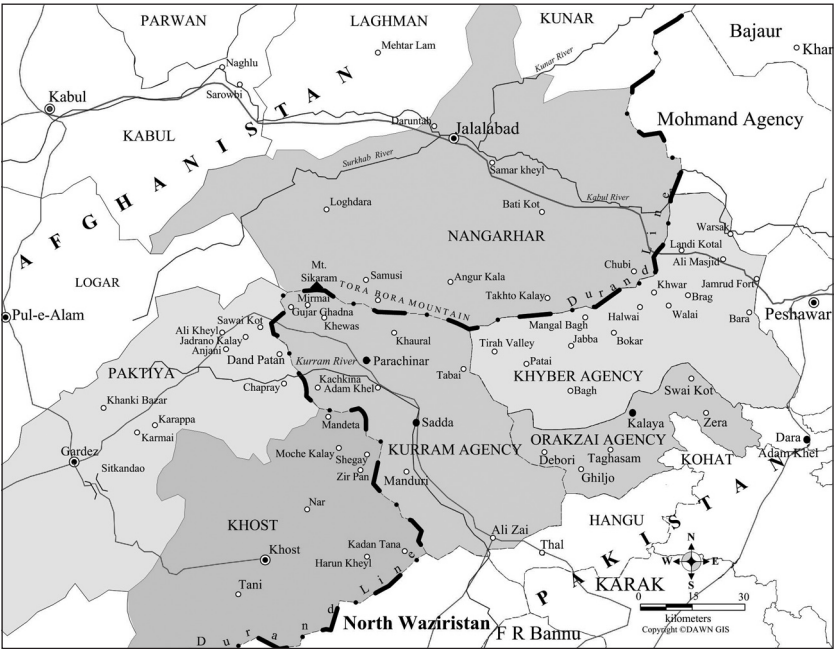 PARWAN
LAGHMAN
KUNAR
Bajaur
Khar
Mehtar Lam
Naghlu
Kunar River
Kabul
Sarowbi
AFGHANISTAN
Daruntah
Jalalabad
Mohmand Agency
KABUL
Surkhab River
Samar kheyl
Kabul River
Loghdara
Bati Kot
Durand Line
Warsak
NANGARHAR
Landi Kotal
Ali Masjid
LOGAR
Mt.
Sikaram
Samusi
Angur Kala
Chubi
Jamrud Fort
TORA BORA MOUNTAIN
Takhto Kalay
Khwar
Brag
Peshawar
Mirmai
Gujar Ghadna
Khewas
Mangal Bagh
Halwai
Walai
Bara
Pul-e-Alam
Sawai Kot
Ali Kheyl
Jadrano Kalay
Anjani
Khaural
Jabba
Bokar
Tirah Valley
Dand Patan
Kurram River
Parachinar
Patai
PAKTIYA
Tabai
KHYBER AGENCY
Chapray
Kachkina
Adam Khel
Bagh
Swai Kot
Khanki Bazar
Karappa
Karmai
Mandeta
Sadda
Kalaya
Zera
ORAKZAI AGENCY
Dara
Adam Khel
Gardez
Sitkandao
Moche Kalay
Shegay
Zir Pan
KURRAM AGENCY
Manduri
Debori
Taghasam
Ghiljo
KOHAT
Nar
HANGU
PAKISTAN
KHOST
Ali Zai
Thal
Khost
Kadan Tana
Harun Kheyl
N
W
E
S
KARAK
Tani
Durand Line
North Waziristan
F R Bannu
0 15 30
kilometers
Copyright ©DAWN GIS